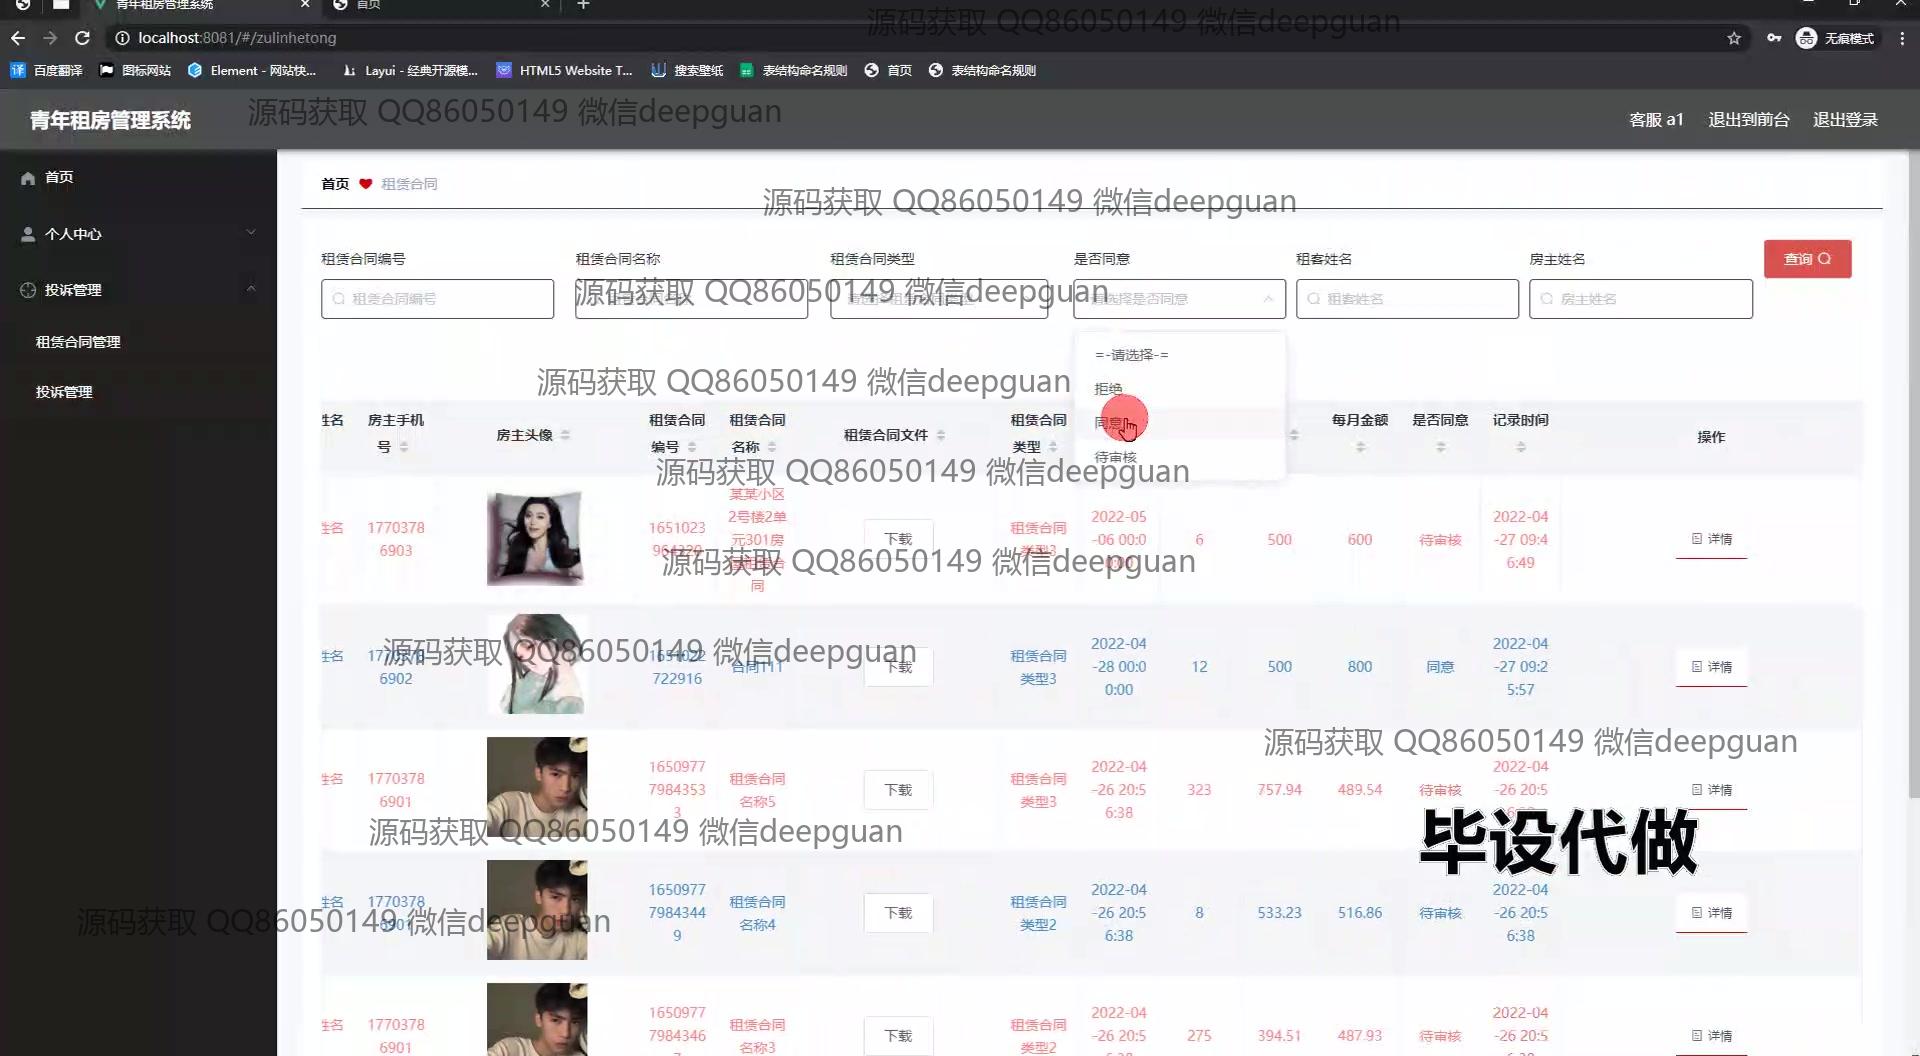 青年租房管理系统
首页
localhost:8081/#/zulinhetong
无痕模式
百度翻译
图标网站
Element - 网站快...
Layui - 经典开源模...
HTML5 Website T...
搜索壁纸
表结构命名规则
首页
表结构命名规则
源码获取 QQ86050149 微信deepguan
青年租房管理系统
源码获取 QQ86050149 微信deepguan
客服 a1
退出到前台
退出登录
首页
个人中心
投诉管理
租赁合同管理
投诉管理
首页 租赁合同
源码获取 QQ86050149 微信deepguan
租赁合同编号
租赁合同名称
租赁合同类型
是否同意
租客姓名
房主姓名
查询
租赁合同编号
源码获取 QQ86050149 微信deepguan
请选择是否同意
租客姓名
房主姓名
=-请选择-=
拒绝
同意
待审核
源码获取 QQ86050149 微信deepguan
姓名
房主手机号
房主头像
租赁合同编号
租赁合同名称
租赁合同文件
租赁合同类型
每月金额
是否同意
记录时间
操作
源码获取 QQ86050149 微信deepguan
姓名
1770378
6903
1651023
某某小区
2号楼2单
元301房
同
下载
租赁合同
类型3
2022-05
-06 00:0
0:00
6
500
600
待审核
2022-04
-27 09:4
6:49
详情
源码获取 QQ86050149 微信deepguan
姓名
1770378
6902
1651022
722916
合同111
下载
租赁合同
类型3
2022-04
-28 00:0
0:00
12
500
800
同意
2022-04
-27 09:2
5:57
详情
源码获取 QQ86050149 微信deepguan
源码获取 QQ86050149 微信deepguan
姓名
1770378
6901
1650977
7984353
3
租赁合同
名称5
下载
租赁合同
类型3
2022-04
-26 20:5
6:38
323
757.94
489.54
待审核
2022-04
-26 20:5
详情
毕设代做
源码获取 QQ86050149 微信deepguan
姓名
1770378
6901
1650977
7984344
9
租赁合同
名称4
下载
租赁合同
类型2
2022-04
-26 20:5
6:38
8
533.23
516.86
待审核
2022-04
-26 20:5
6:38
详情
源码获取 QQ86050149 微信deepguan
姓名
1770378
6901
1650977
7984346
租赁合同
名称3
下载
租赁合同
类型2
2022-04
-26 20:5
275
394.51
487.93
待审核
2022-04
-26 20:5
详情